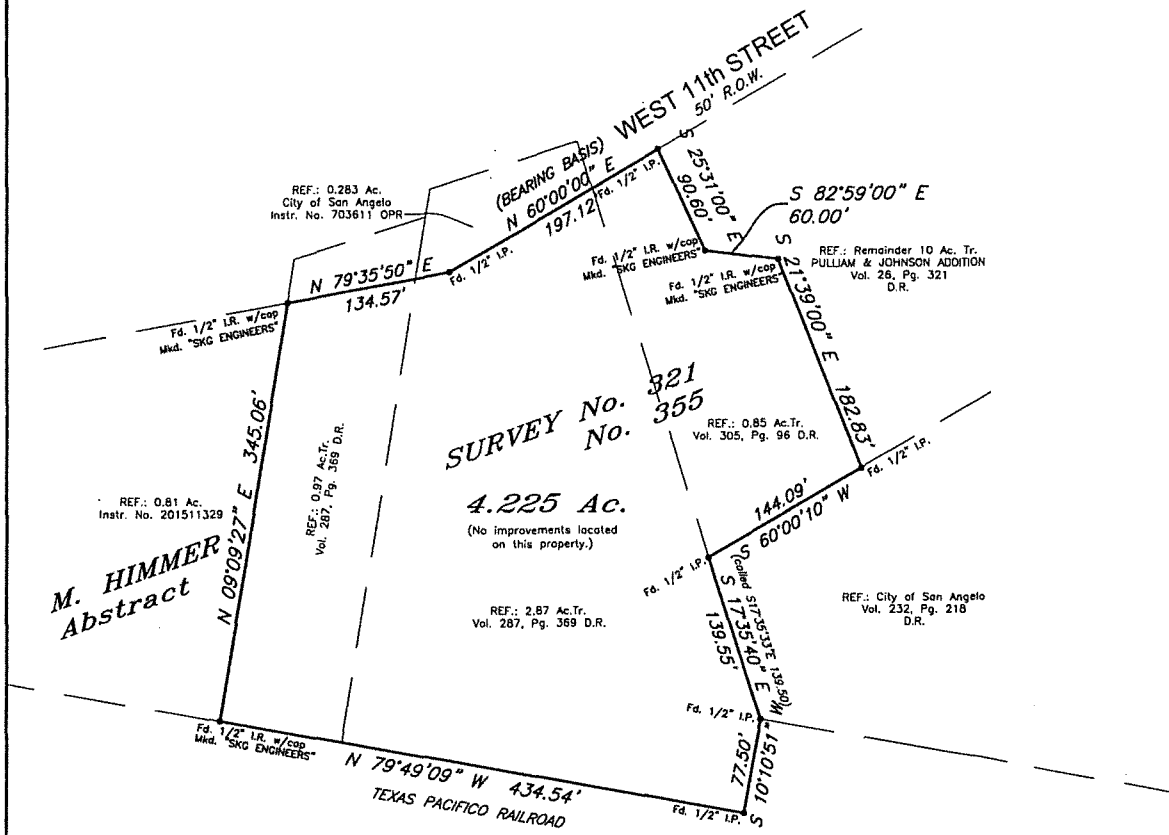 WEST 11th STREET
50' R.O.W.
(BEARING BASIS)
N 60°00'00" E
197.12'
Fd. 1/2" I.P.
Fd. 1/2" I.P.
S 25°31'00" E
90.60'
S 82°59'00" E
60.00'
REF.: 0.283 Ac.
City of San Angelo
Instr. No. 703611 OPR
N 79°35'50" E
134.57'
Fd. 1/2" I.R. w/cap
Mkd. "SKG ENGINEERS"
Fd. 1/2" I.R. w/cap
Mkd. "SKG ENGINEERS"
Fd. 1/2" I.R. w/cap
Mkd. "SKG ENGINEERS"
S 21°39'00" E 182.83'
REF.: Remainder 10 Ac. Tr.
PULLIAM & JOHNSON ADDITION
Vol. 26, Pg. 321
D.R.
SURVEY No. 321
No. 355
REF.: 0.85 Ac.Tr.
Vol. 305, Pg. 96 D.R.
Fd. 1/2" I.P.
144.09'
S 60°00'10" W
N 09°09'27" E 345.06'
REF.: 0.97 Ac.Tr.
Vol. 287, Pg. 369 D.R.
4.225 Ac.
(No improvements located
on this property.)
REF.: 0.81 Ac.
Instr. No. 201511329
M. HIMMER
Abstract
REF.: 2.87 Ac.Tr.
Vol. 287, Pg. 369 D.R.
Fd. 1/2" I.P.
(called S17°35'33"E 139.50')
S 17°35'40" E
139.55'
REF.: City of San Angelo
Vol. 232, Pg. 218
D.R.
Fd. 1/2" I.P.
S 10°10'51" W
77.50'
Fd. 1/2" I.R. w/cap
Mkd. "SKG ENGINEERS"
N 79°49'09" W 434.54'
TEXAS PACIFICO RAILROAD
Fd. 1/2" I.P.